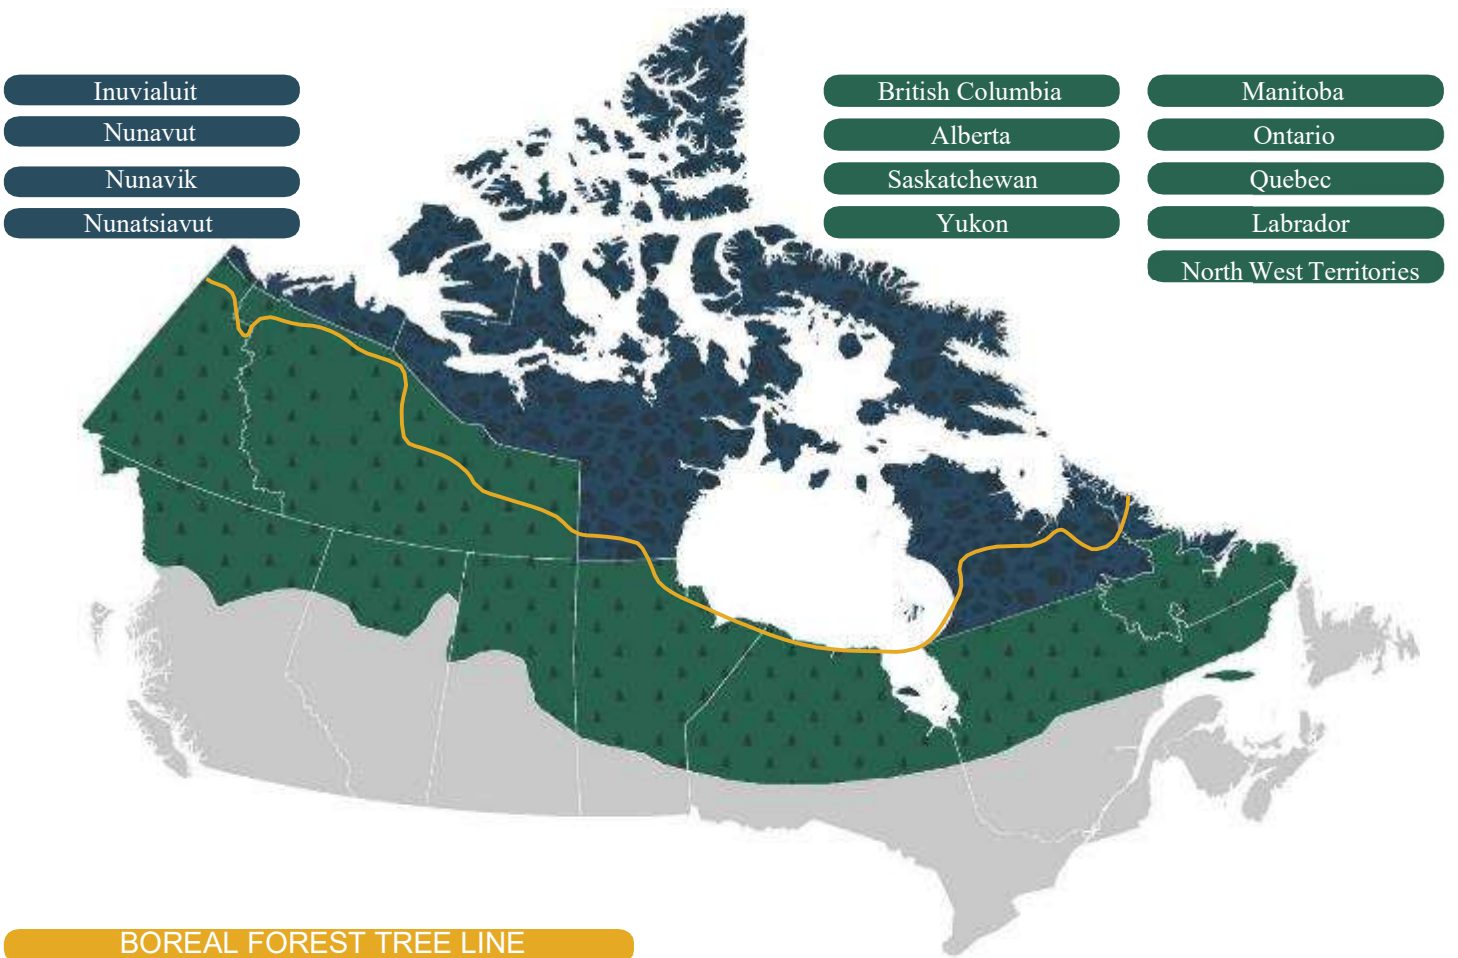 Inuvialuit
Nunavut
Nunavik
Nunatsiavut
British Columbia
Alberta
Saskatchewan
Yukon
Manitoba
Ontario
Quebec
Labrador
North West Territories
BOREAL FOREST TREE LINE